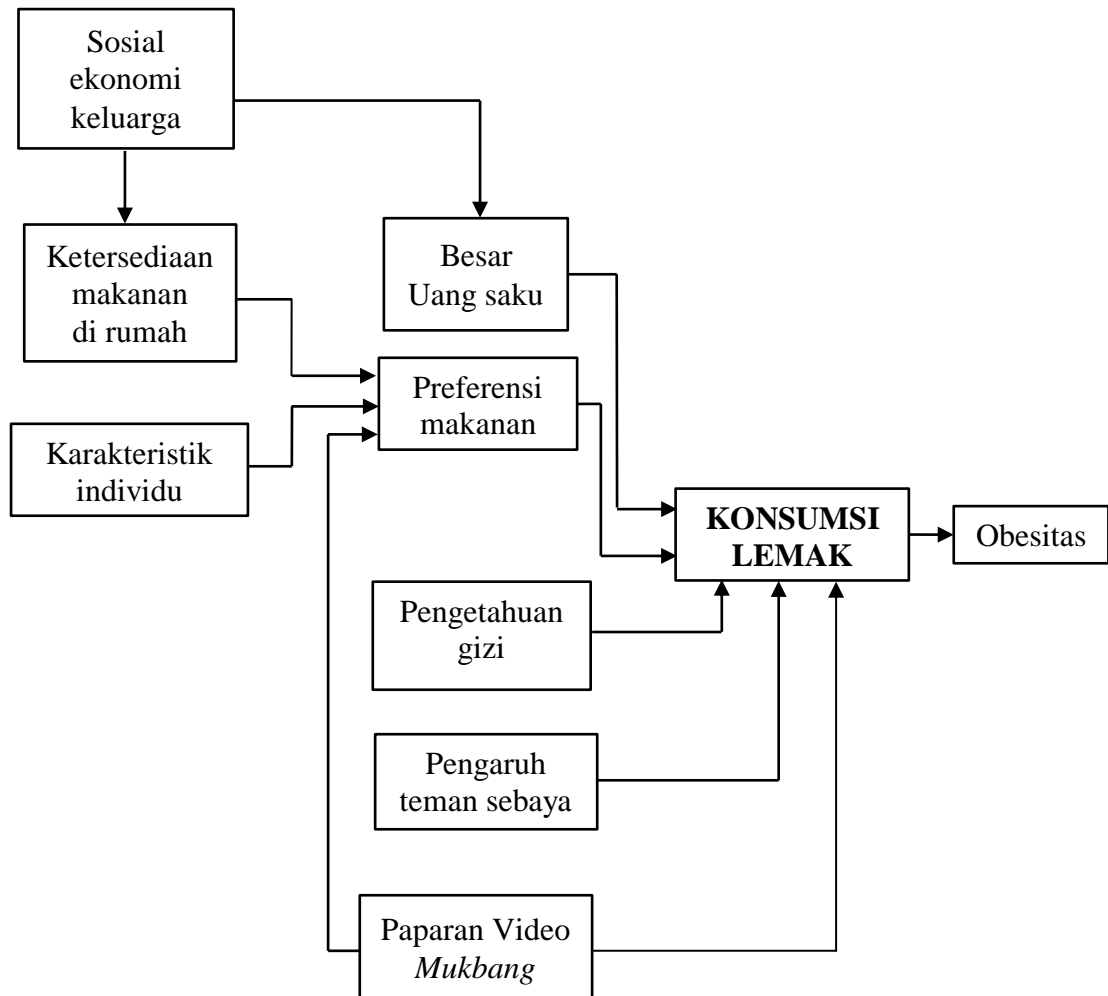 Sosial
ekonomi
keluarga
Ketersediaan
makanan
di rumah
Besar
Uang saku
Preferensi
makanan
Karakteristik
individu
KONSUMSI
LEMAK
Obesitas
Pengetahuan
gizi
Pengaruh
teman sebaya
Paparan Video
Mukbang